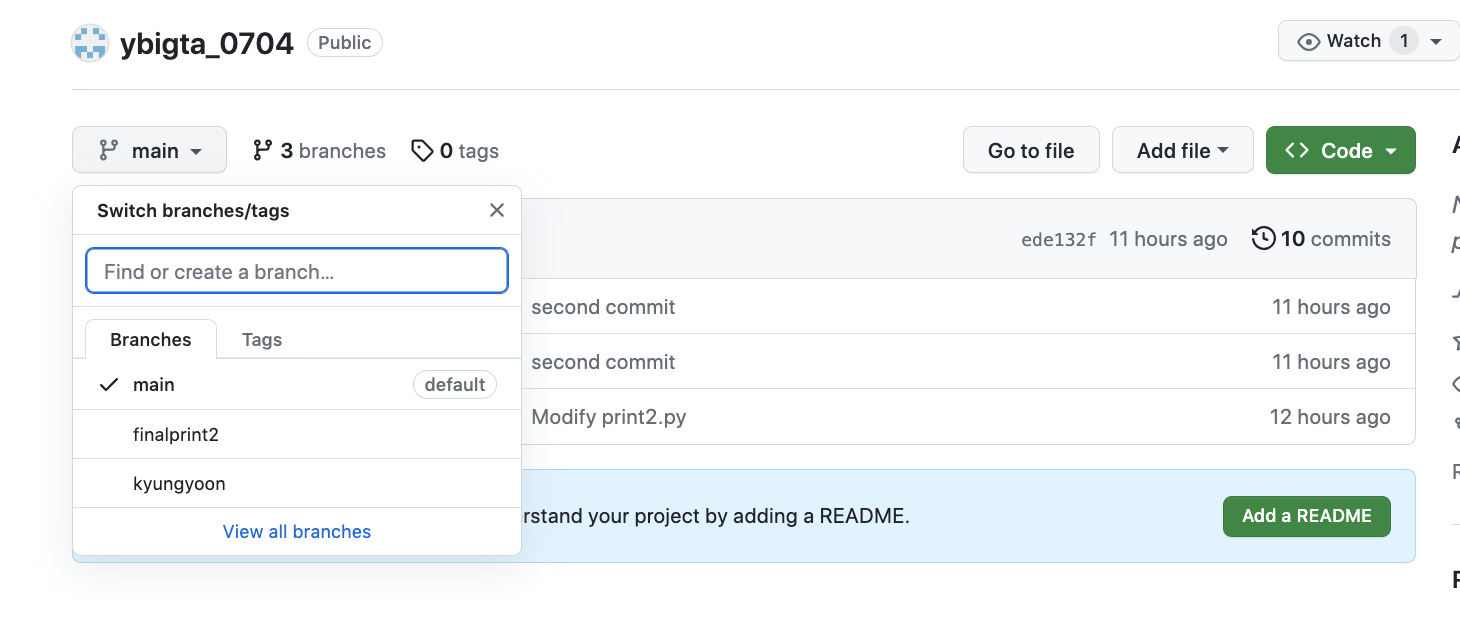 ybigta_0704 Public
Watch 1
main 3 branches 0 tags
Go to file Add file Code
Switch branches/tags
Find or create a branch...
Branches Tags
main default
finalprint2
kyungyoon
View all branches
ede132f 11 hours ago 10 commits
second commit 11 hours ago
second commit 11 hours ago
Modify print2.py 12 hours ago
rstand your project by adding a README.
Add a README